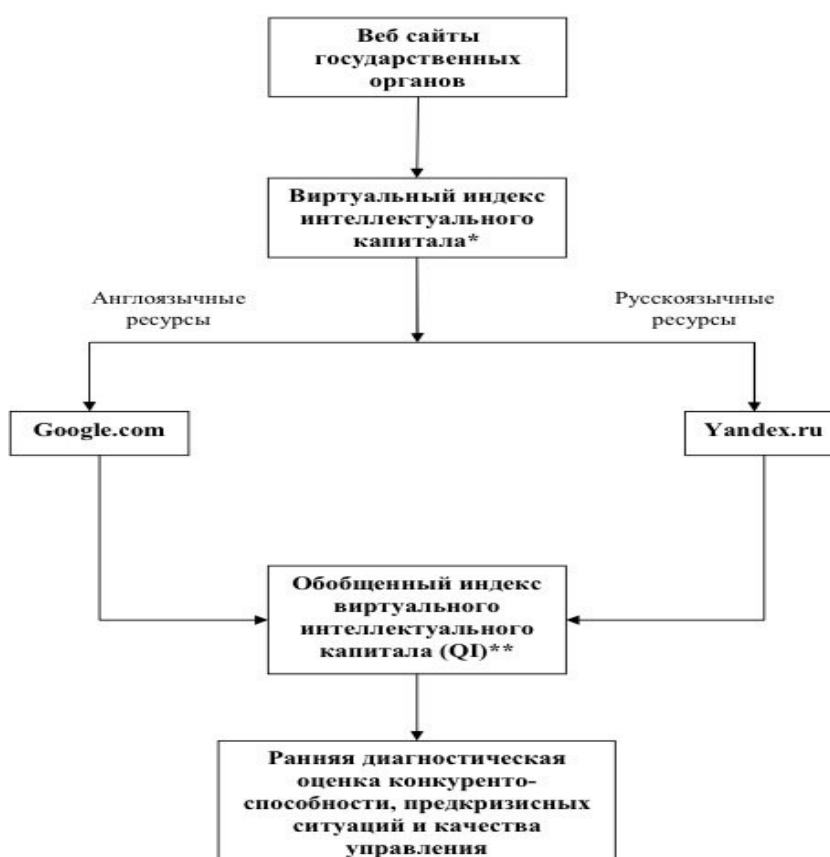 Веб сайты
государственных
органов
Виртуальный индекс
интеллектуального
капитала*
Англоязычные
ресурсы
Русскоязычные
ресурсы
Google.com
Yandex.ru
Обобщенный индекс
виртуального
интеллектуального
капитала (QI)**
Ранняя диагностическая
оценка конкуренто-
способности, предкризисных
ситуаций и качества
управления